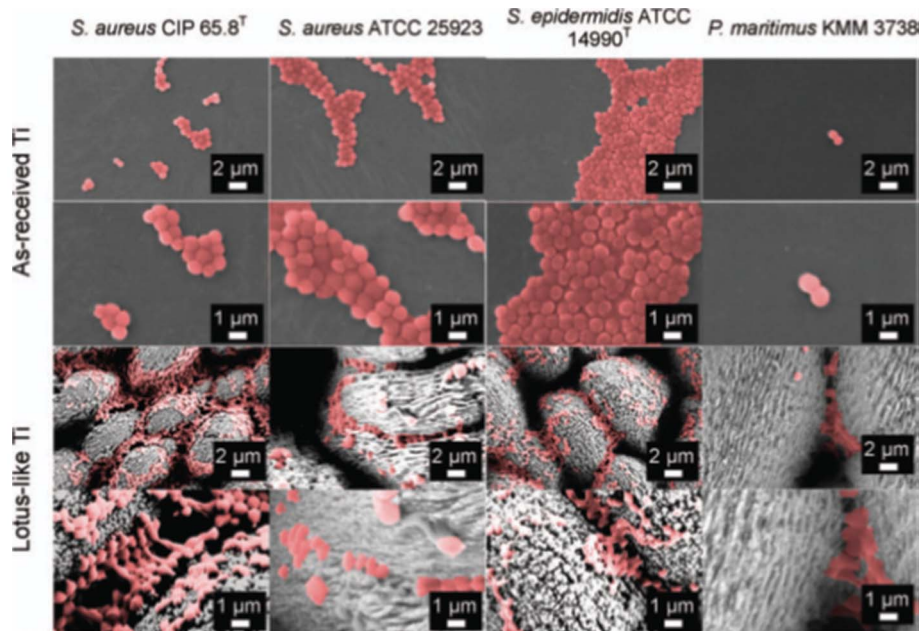 S. aureus CIP 65.8ᵀ
S. aureus ATCC 25923
S. epidermidis ATCC
14990ᵀ
P. maritimus KMM 3738
As-received Ti
2 µm
2 µm
2 µm
2 µm
1 µm
1 µm
1 µm
1 µm
Lotus-like Ti
2 µm
2 µm
2 µm
2 µm
1 µm
1 µm
1 µm
1 µm